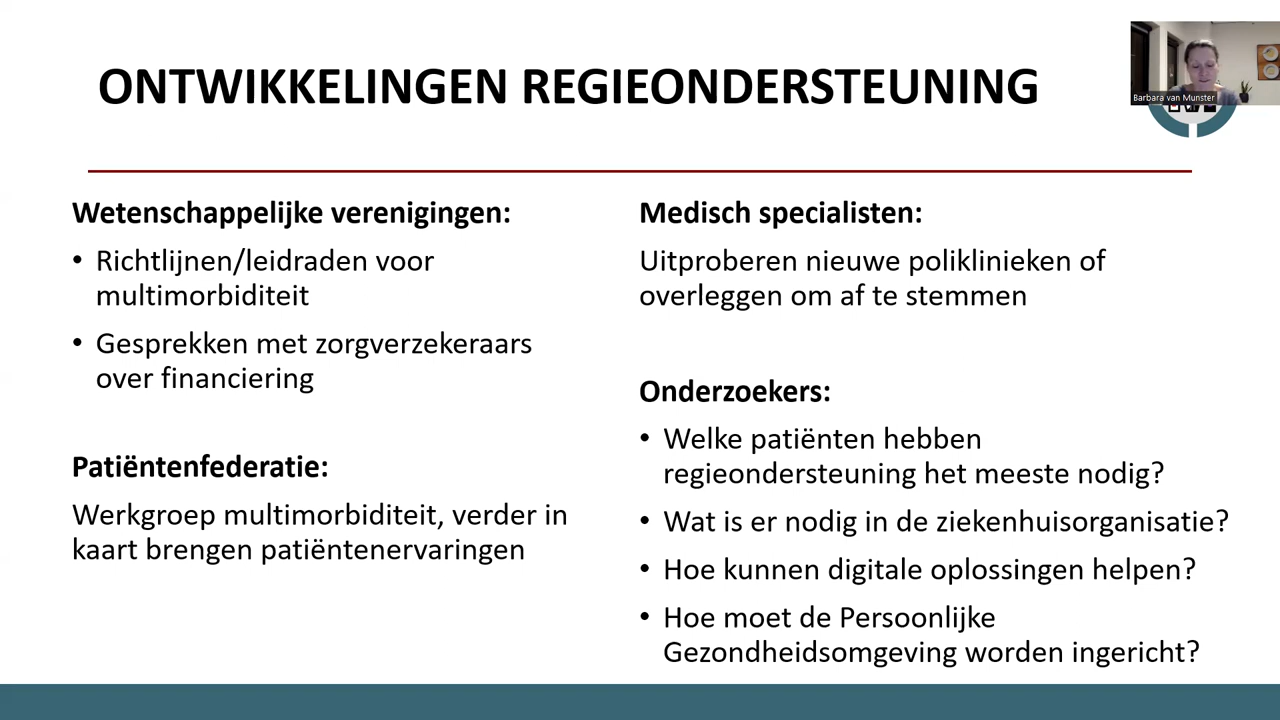 ONTWIKKELINGEN REGIEONDERSTEUNING
Barbara van Munster
Wetenschappelijke verenigingen:
• Richtlijnen/leidraden voor
multimorbiditeit
• Gesprekken met zorgverzekeraars
over financiering
Patiëntenfederatie:
Werkgroep multimorbiditeit, verder in
kaart brengen patiëntenervaringen
Medisch specialisten:
Uitproberen nieuwe poliklinieken of
overleggen om af te stemmen
Onderzoekers:
• Welke patiënten hebben
regieondersteuning het meeste nodig?
• Wat is er nodig in de ziekenhuisorganisatie?
• Hoe kunnen digitale oplossingen helpen?
• Hoe moet de Persoonlijke
Gezondheidsomgeving worden ingericht?